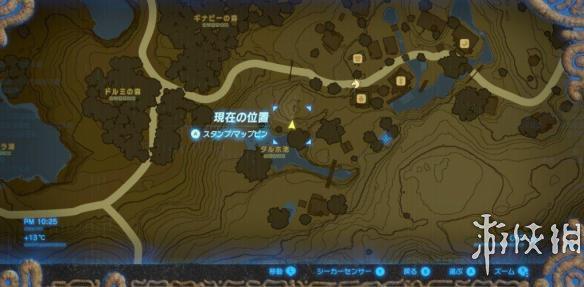 ギナビーの森
ドルミの森
現在の位置
A スタンプ/マップピン
ダルホ池
PM 10:25
+13℃
移動 L シーカーセンサー Y 戻る B 選ぶ A ズーム R
游侠网